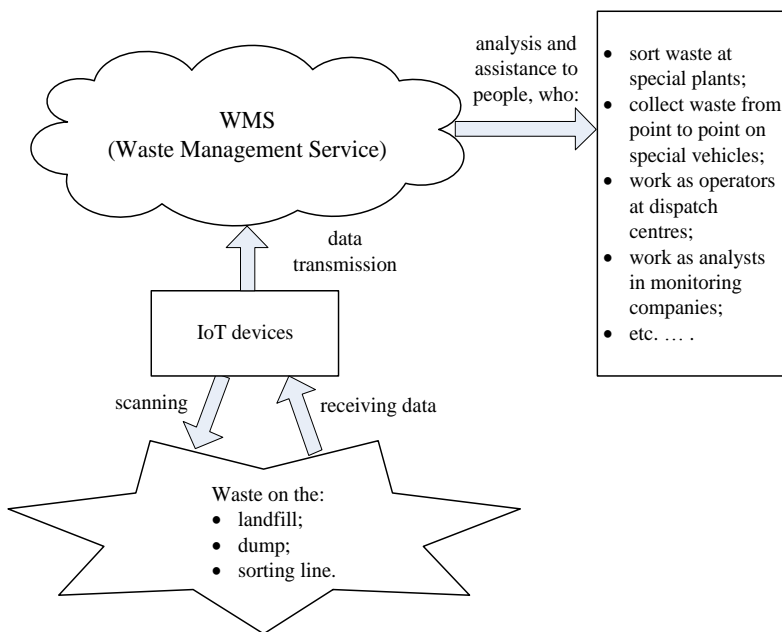 WMS
(Waste Management Service)
analysis and
assistance to
people, who:
• sort waste at
special plants;
• collect waste from
point to point on
special vehicles;
• work as operators
at dispatch
centres;
• work as analysts
in monitoring
companies;
• etc. … .
data
transmission
IoT devices
scanning
receiving data
Waste on the:
• landfill;
• dump;
• sorting line.